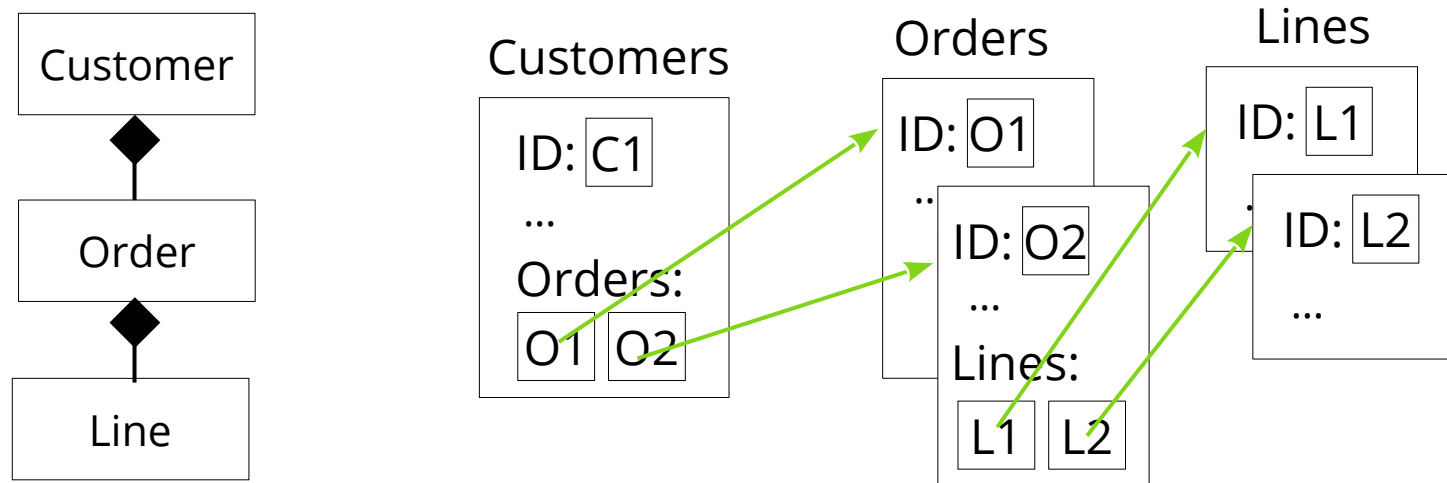 Customer
Order
Line
Customers
ID: C1
...
Orders:
O1 O2
Orders
ID: O1
..
ID: O2
...
Lines:
L1 L2
Lines
ID: L1
.
ID: L2
...